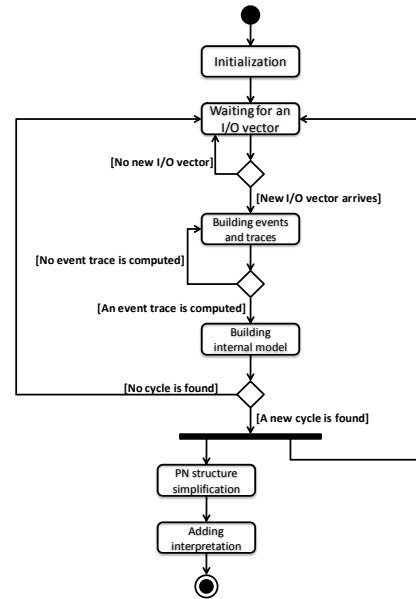 Initialization
Waiting for an
I/O vector
[No new I/O vector]
[New I/O vector arrives]
Building events
and traces
[No event trace is computed]
[An event trace is computed]
Building
internal model
[No cycle is found]
[A new cycle is found]
PN structure
simplification
Adding
interpretation